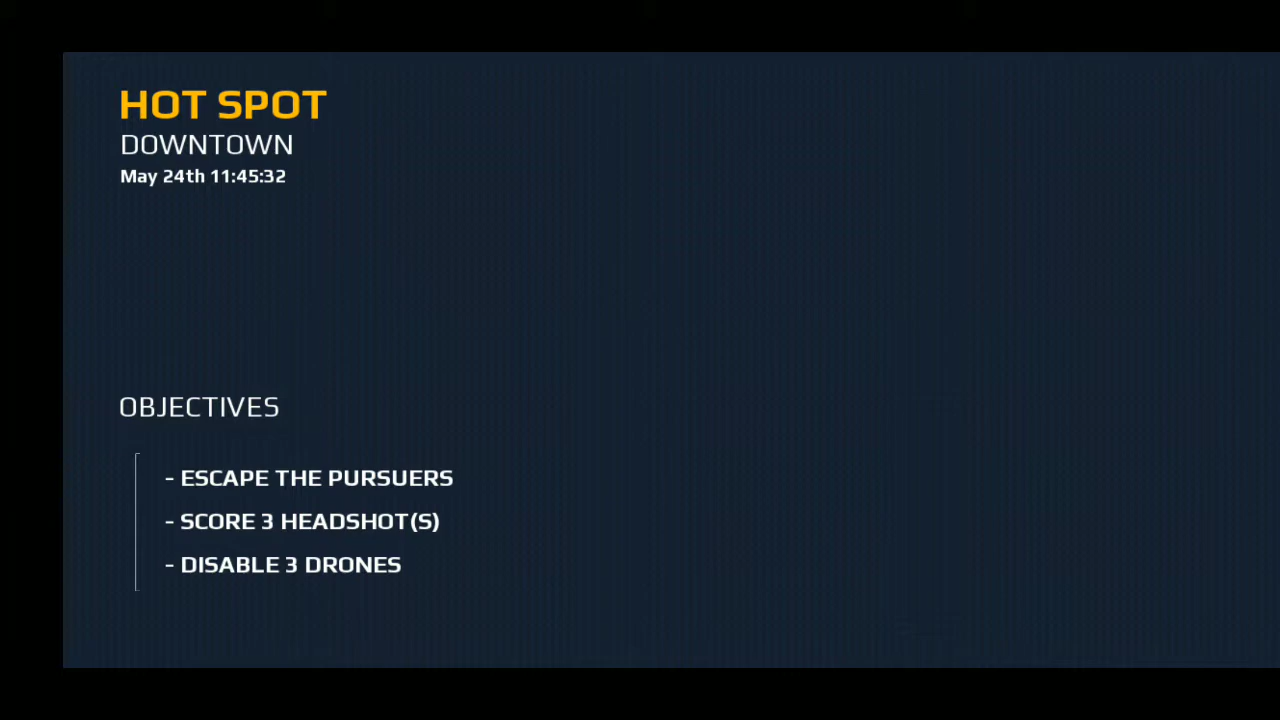 HOT SPOT
DOWNTOWN
May 24th 11:45:32
OBJECTIVES
- ESCAPE THE PURSUERS
- SCORE 3 HEADSHOT(S)
- DISABLE 3 DRONES